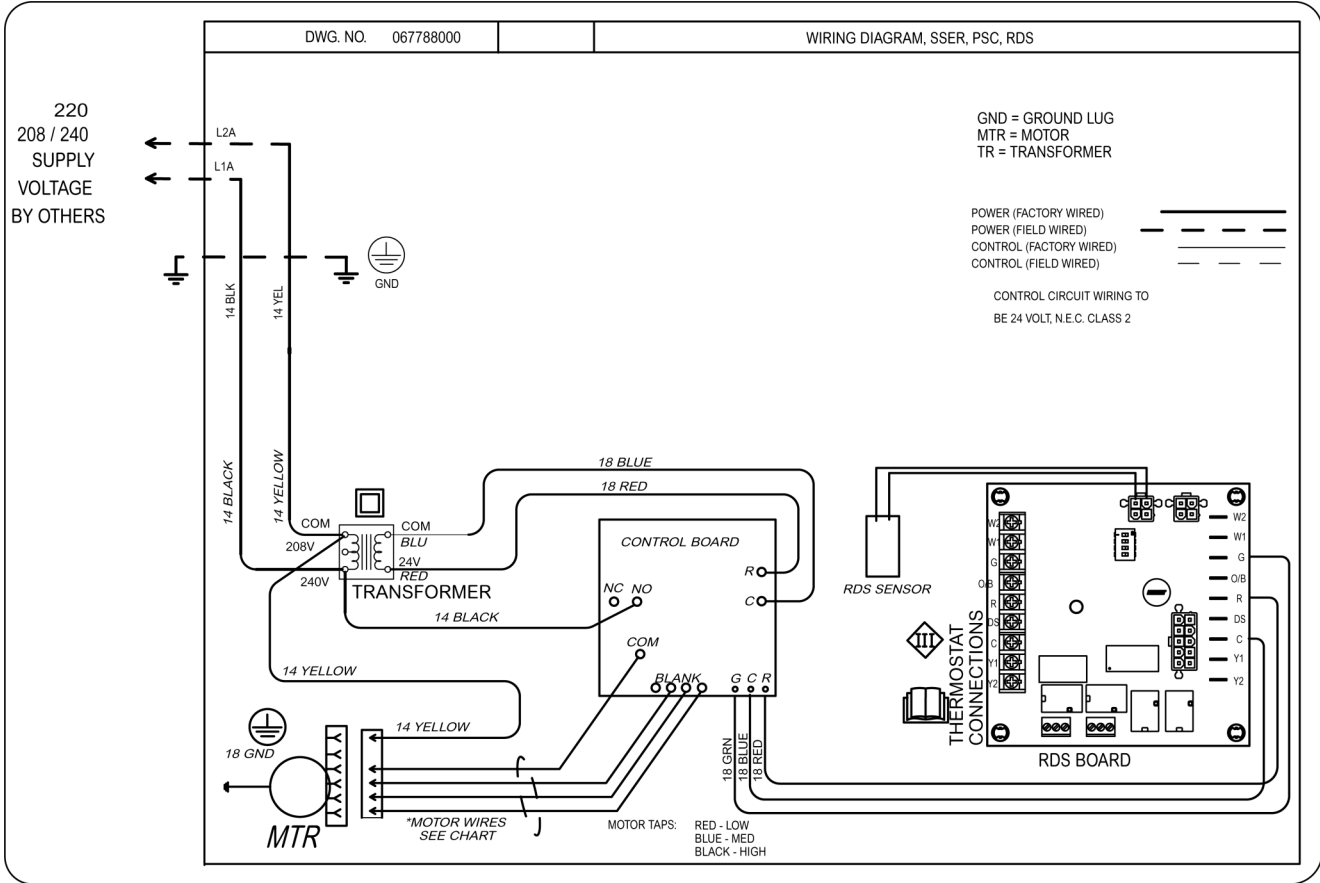 DWG. NO. 067788000
WIRING DIAGRAM, SSER, PSC, RDS
220
208 / 240
SUPPLY
VOLTAGE
BY OTHERS
L2A
L1A
GND
14 BLK
14 YEL
GND = GROUND LUG
MTR = MOTOR
TR = TRANSFORMER
POWER (FACTORY WIRED)
POWER (FIELD WIRED)
CONTROL (FACTORY WIRED)
CONTROL (FIELD WIRED)
CONTROL CIRCUIT WIRING TO
BE 24 VOLT, N.E.C. CLASS 2
14 BLACK
14 YELLOW
18 BLUE
18 RED
COM
208V
240V
COM
BLU
24V
RED
TRANSFORMER
14 BLACK
14 YELLOW
14 YELLOW
CONTROL BOARD
R
C
NC NO
COM
BLANK
G C R
18 GRN
18 BLUE
18 RED
RDS SENSOR
III
THERMOSTAT
CONNECTIONS
W2
W1
G
O/B
R
DS
C
Y1
Y2
W2
W1
G
O/B
R
DS
C
Y1
Y2
RDS BOARD
18 GND
MTR
*MOTOR WIRES
SEE CHART
MOTOR TAPS: RED - LOW
BLUE - MED
BLACK - HIGH